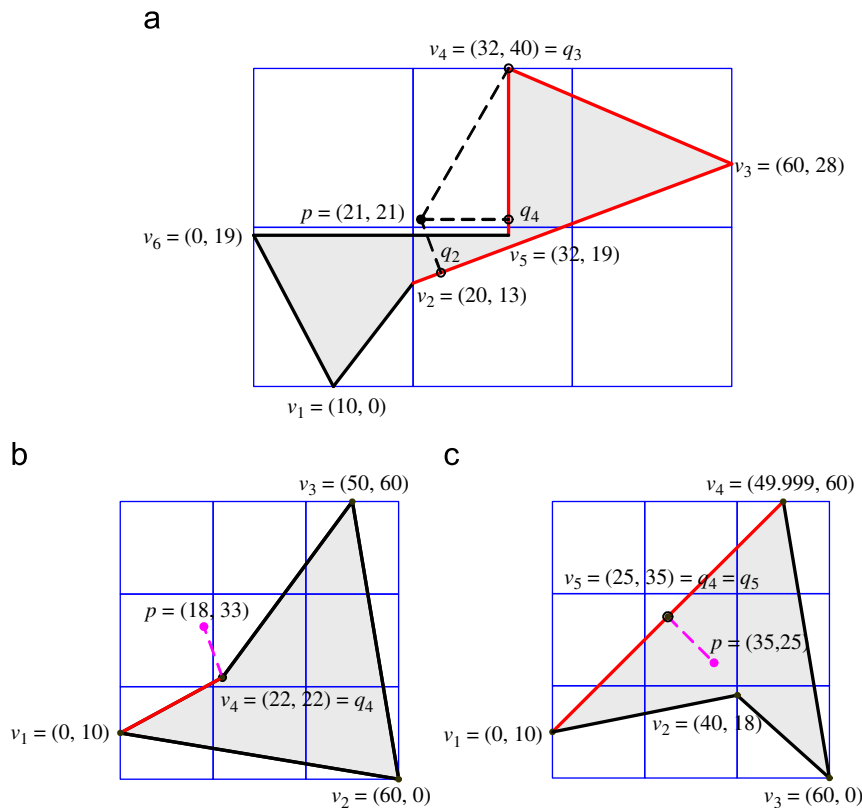 a
v₄ = (32, 40) = q₃
v₃ = (60, 28)
p = (21, 21)
q₄
v₆ = (0, 19)
q₂
v₅ = (32, 19)
v₂ = (20, 13)
v₁ = (10, 0)
b
c
v₃ = (50, 60)
v₄ = (49.999, 60)
p = (18, 33)
v₅ = (25, 35) = q₄ = q₅
p = (35,25)
v₄ = (22, 22) = q₄
v₁ = (0, 10)
v₁ = (0, 10)
v₂ = (40, 18)
v₂ = (60, 0)
v₃ = (60, 0)